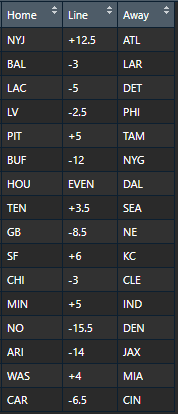 Home Line Away
NYJ +12.5 ATL
BAL -3 LAR
LAC -5 DET
LV -2.5 PHI
PIT +5 TAM
BUF -12 NYG
HOU EVEN DAL
TEN +3.5 SEA
GB -8.5 NE
SF +6 KC
CHI -3 CLE
MIN +5 IND
NO -15.5 DEN
ARI -14 JAX
WAS +4 MIA
CAR -6.5 CIN